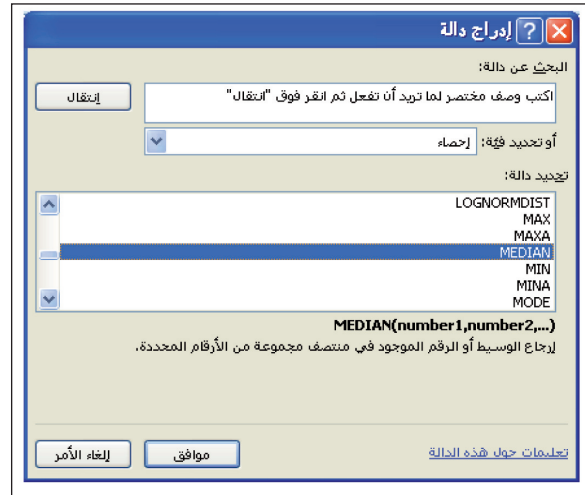 إدراج دالة
البحث عن دالة:
اكتب وصف مختصر لما تريد أن تفعل ثم انقر فوق "انتقال"
إنتقال
أو تحديد فئة: إحصاء
تحديد دالة:
LOGNORMDIST
MAX
MAXA
MEDIAN
MIN
MINA
MODE
MEDIAN(number1,number2,...)
إرجاع الوسيط أو الرقم الموجود في منتصف مجموعة من الأرقام المحددة.
تعليمات حول هذه الدالة
موافق
إلغاء الأمر